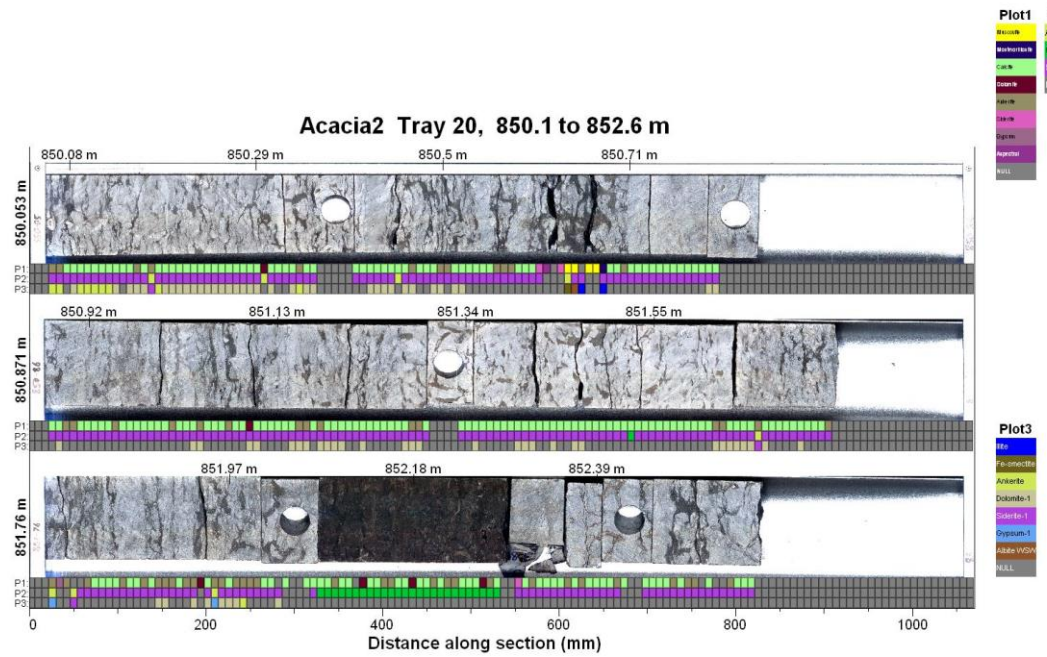 Plot1
Muscovite
Montmorillonite
Calcite
Dolomite
Ankerite
Siderite
Gypsum
Aspectral
NULL
Acacia2 Tray 20, 850.1 to 852.6 m
850.08 m 850.29 m 850.5 m 850.71 m
850.053 m
P1:
P2:
P3:
850.92 m 851.13 m 851.34 m 851.55 m
850.871 m
P1:
P2:
P3:
Plot3
Illite
Fe-smectite
Ankerite
Dolomite-1
Siderite-1
Gypsum-1
Albite VVSW
NULL
851.97 m 852.18 m 852.39 m
851.76 m
P1:
P2:
P3:
0 200 400 600 800 1000
Distance along section (mm)